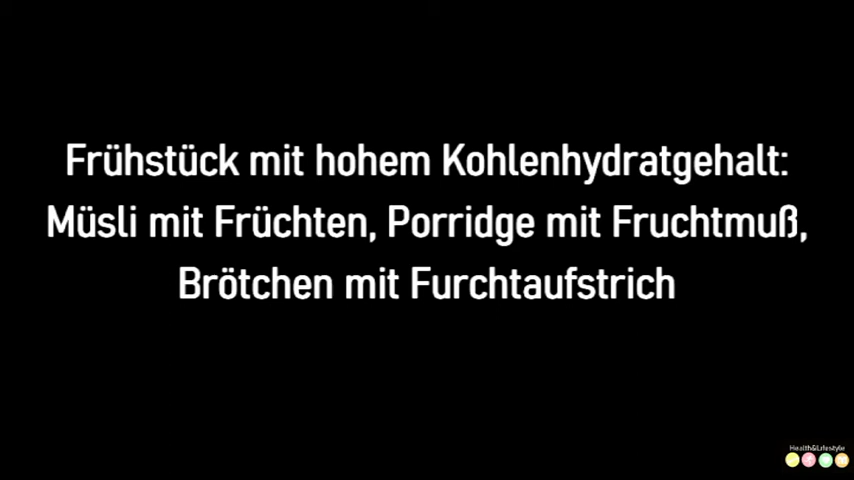 Frühstück mit hohem Kohlenhydratgehalt:
Müsli mit Früchten, Porridge mit Fruchtmuß,
Brötchen mit Furchtaufstrich
Health&Lifestyle